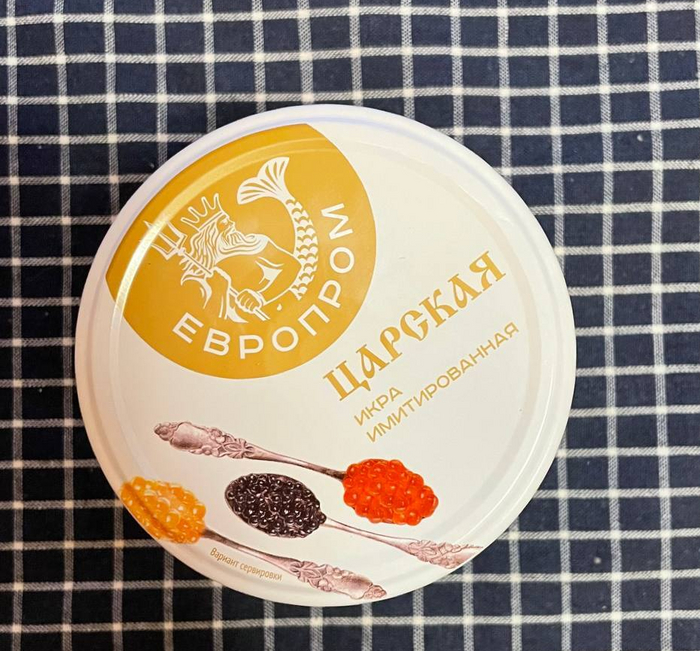 ЕВРОПРОМ
ЦАРСКАЯ
ИКРА
ИМИТИРОВАННАЯ
Вариант сервировки